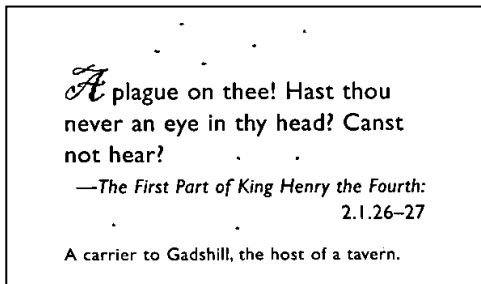 A plague on thee! Hast thou
never an eye in thy head? Canst
not hear?
—The First Part of King Henry the Fourth:
2.1.26–27
A carrier to Gadshill, the host of a tavern.